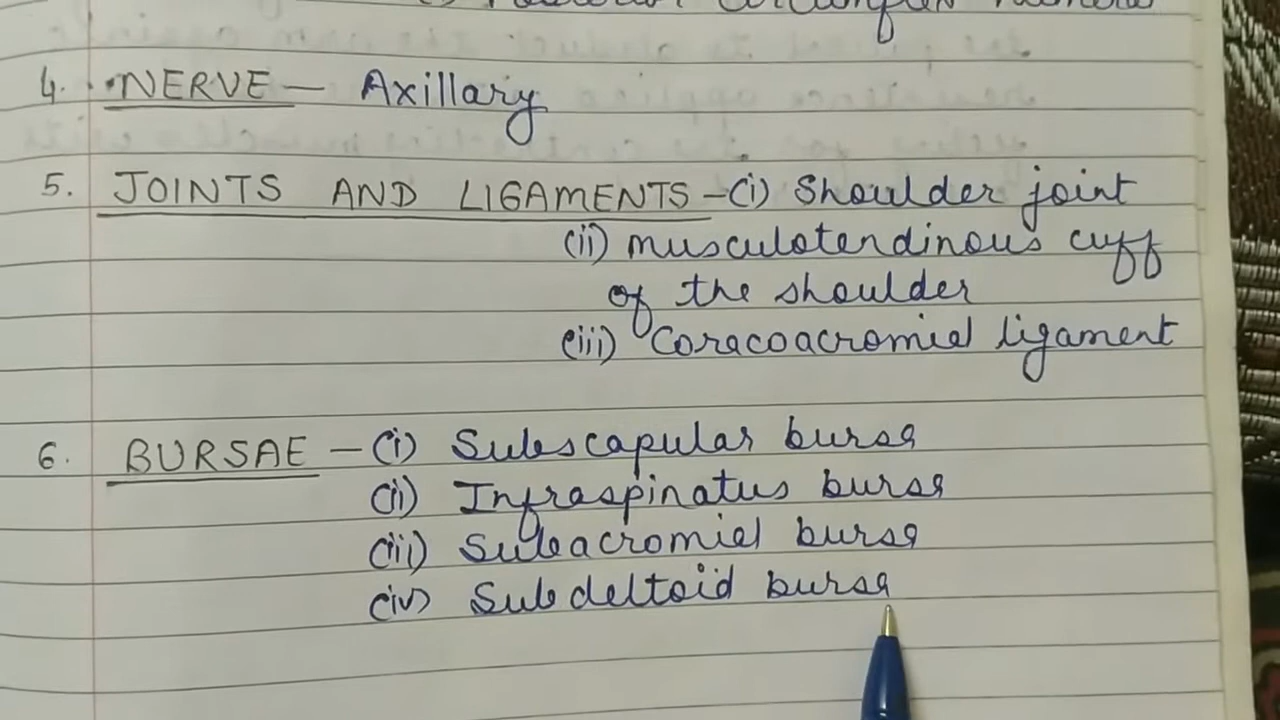 4. NERVE — Axillary
5. JOINTS AND LIGAMENTS - (i) Shoulder joint
(ii) musculotendinous cuff
of the shoulder
(iii) Coracoacromial ligament
6. BURSAE - (i) Subscapular bursa
(ii) Infraspinatus bursa
(iii) Subacromial bursa
(iv) Subdeltoid bursa